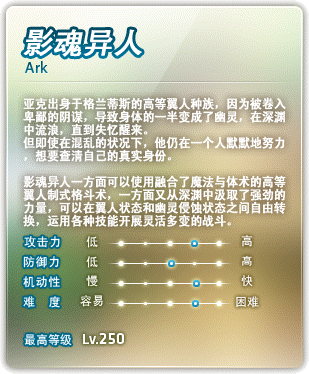 影魂异人
Ark
亚克出身于格兰蒂斯的高等翼人种族，因为被卷入
卑鄙的阴谋，导致身体的一半变成了幽灵，在深渊
中流浪，直到失忆醒来。
但即使在混乱的状况下，他仍在一个人默默地努力
，想要查清自己的真实身份。
影魂异人一方面可以使用融合了魔法与体术的高等
翼人制式格斗术，一方面又从深渊中汲取了强劲的
力量，可以在翼人状态和幽灵侵蚀状态之间自由转
换，运用各种技能开展灵活多变的战斗。
攻击力 低 高
防御力 低 高
机动性 慢 快
难 度 容易 困难
最高等级 Lv.250